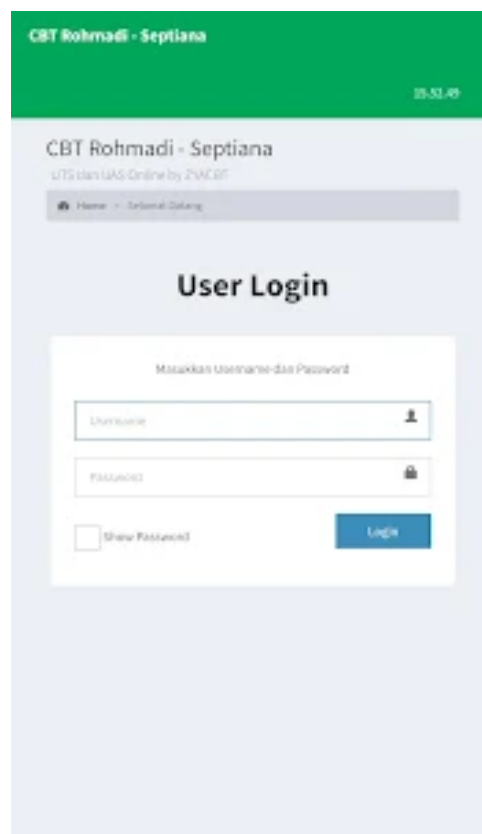 CBT Rohmadi - Septiana
15.52.49
CBT Rohmadi - Septiana
UTS dan UAS Online by ZYACBT
Home > Selamat Datang
User Login
Masukkan Username dan Password
Username
Password
Show Password
Login